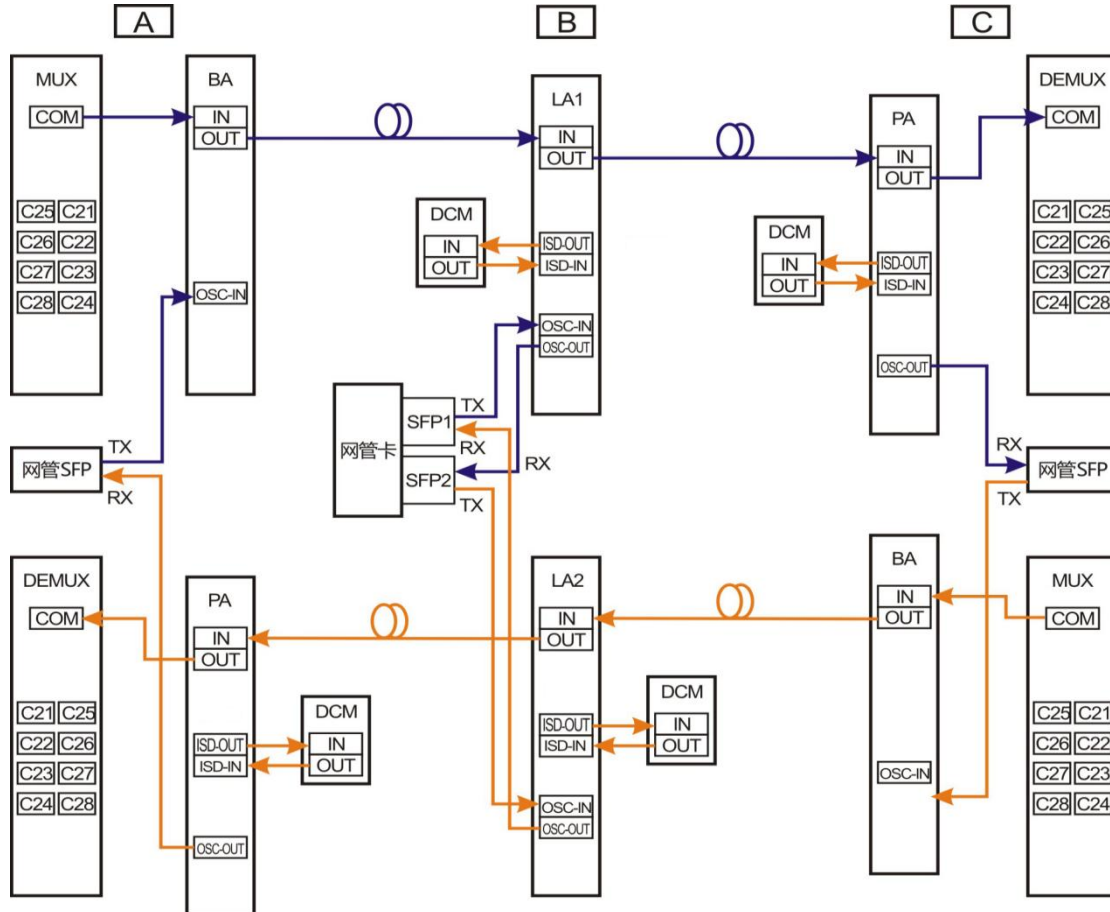 A
B
C
MUX
COM
C25 C21
C26 C22
C27 C23
C28 C24
BA
IN
OUT
OSC-IN
LA1
IN
OUT
ISD-OUT
ISD-IN
OSC-IN
OSC-OUT
DCM
IN
OUT
PA
IN
OUT
ISD-OUT
ISD-IN
OSC-OUT
DCM
IN
OUT
DEMUX
COM
C21 C25
C22 C26
C23 C27
C24 C28
网管SFP
TX
RX
网管卡
SFP1
SFP2
TX
RX
RX
TX
RX
TX
网管SFP
DEMUX
COM
C21 C25
C22 C26
C23 C27
C24 C28
PA
IN
OUT
ISD-OUT
ISD-IN
OSC-OUT
DCM
IN
OUT
LA2
IN
OUT
ISD-OUT
ISD-IN
OSC-IN
OSC-OUT
DCM
IN
OUT
BA
IN
OUT
OSC-IN
MUX
COM
C25 C21
C26 C22
C27 C23
C28 C24